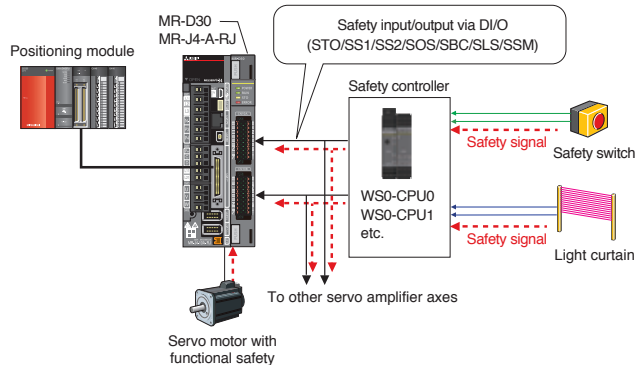 MR-D30
MR-J4-A-RJ
Positioning module
Safety input/output via DI/O
(STO/SS1/SS2/SOS/SBC/SLS/SSM)
Safety controller
Safety signal
Safety switch
WS0-CPU0
WS0-CPU1
etc.
Safety signal
Light curtain
To other servo amplifier axes
Servo motor with
functional safety